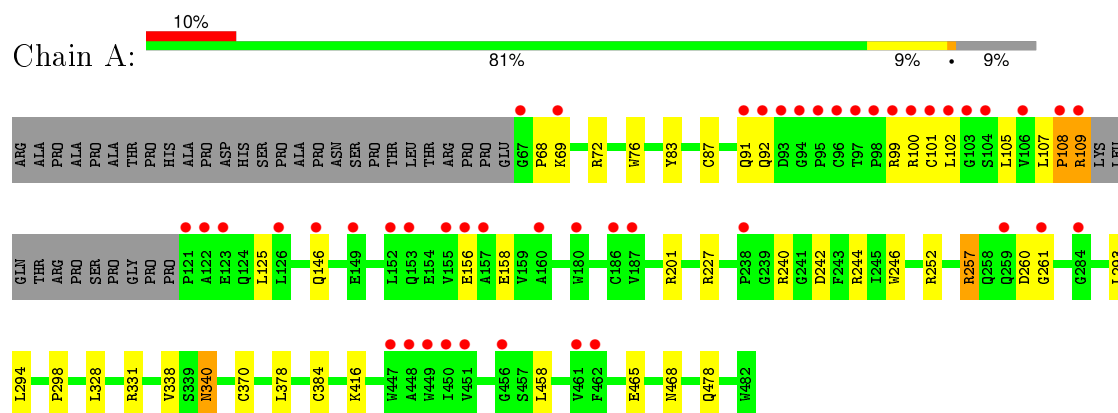 10%
Chain A:
81% 9% • 9%
ARG ALA PRO ALA PRO ALA THR PRO HIS ALA PRO ASP HIS SER PRO ALA PRO ASN SER PRO THR LEU THR ARG PRO GLU G67 P68 K69 R72 W76 Y83 C87 Q91 Q92 D93 G94 P95 C96 T97 P98 R99 R100 C101 L102 G103 S104 L105 V106 L107 P108 R109 LYS LEU
GLN THR ARG PRO SER PRO GLY PRO PRO P121 A122 E123 Q124 L125 L126 Q146 E149 L152 Q153 E154 V155 E156 A157 E158 V159 A160 W180 C186 V187 R201 R227 P238 G239 R240 G241 D242 F243 R244 I245 W246 R252 R257 Q258 Q259 D260 G261 G284 L293
L294 P298 L328 R331 V338 S339 N340 C370 L378 C384 K416 W447 A448 W449 I450 V451 G456 S457 L458 V461 F462 E465 N468 Q478 W482